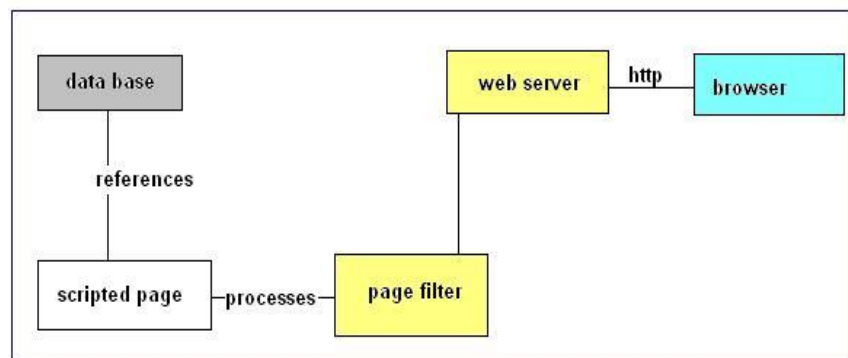 data base
web server
http
browser
references
scripted page
processes
page filter